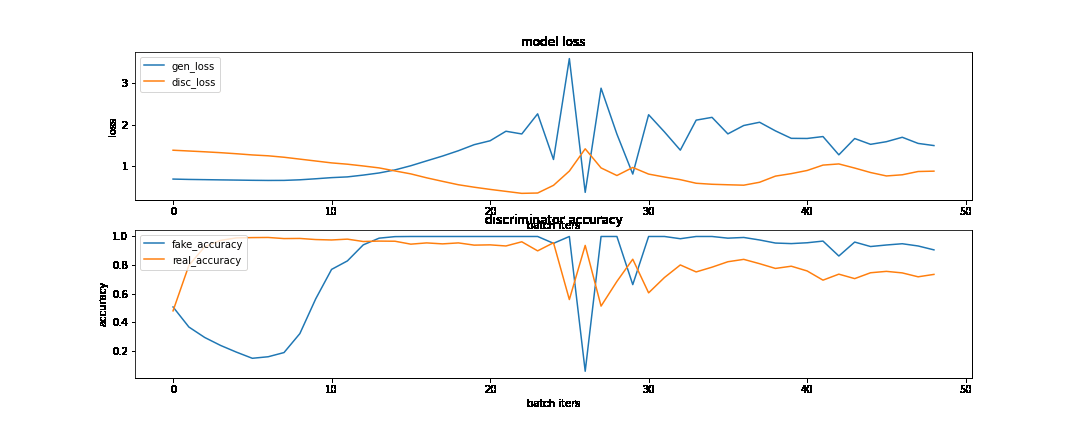 model loss
gen_loss
disc_loss
3
2
1
loss
0 10 20 30 40 50
batch iters
discriminator accuracy
fake_accuracy
real_accuracy
1.0
0.8
0.6
0.4
0.2
accuracy
0 10 20 30 40 50
batch iters